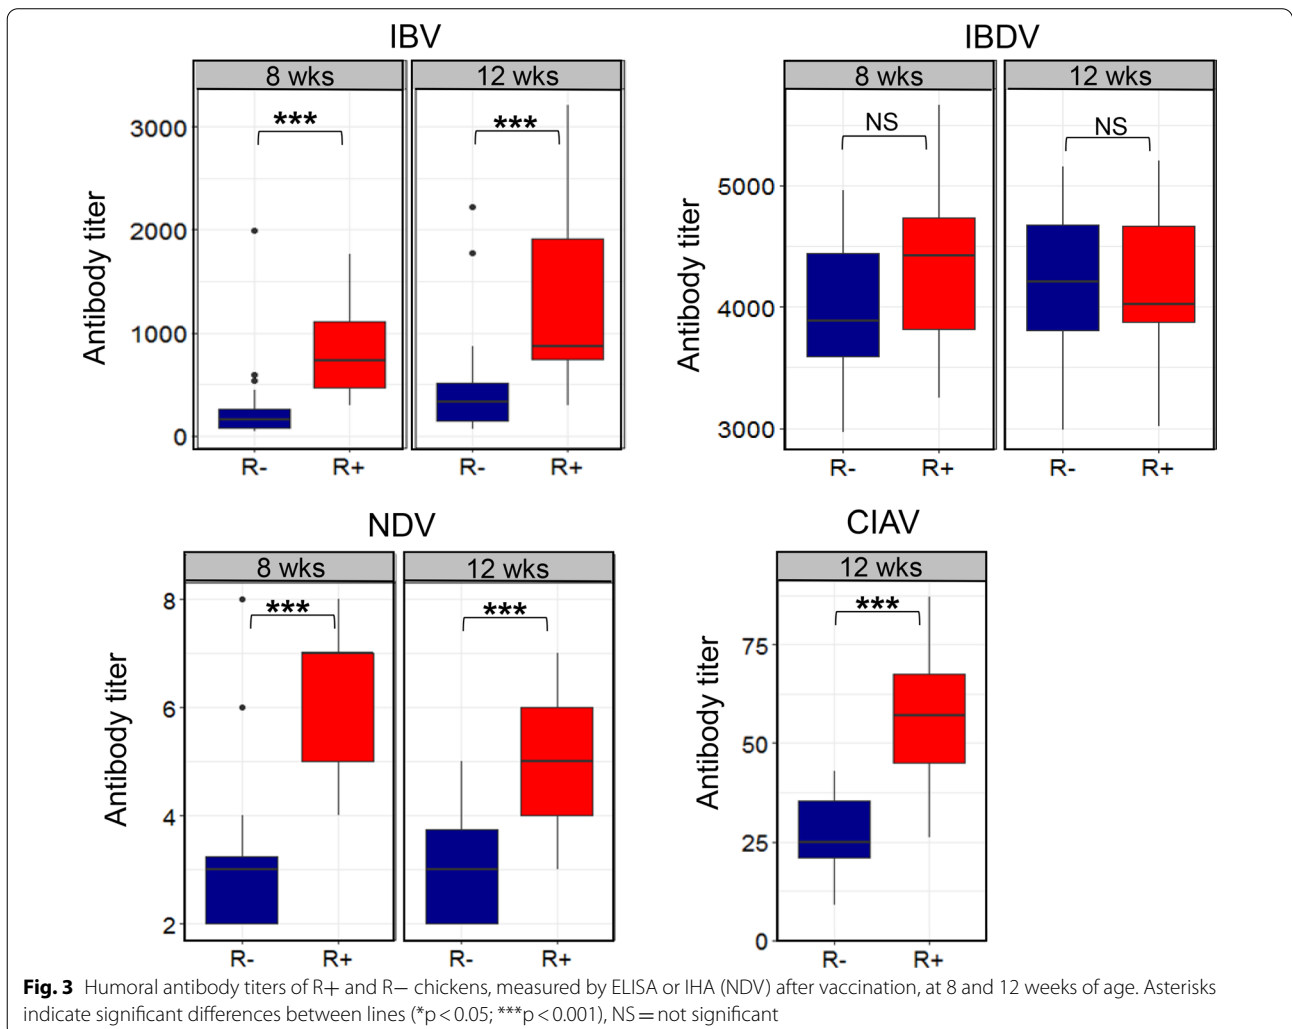 IBV
8 wks 12 wks
*** ***
Antibody titer
3000
2000
1000
0
R- R+ R- R+
IBDV
8 wks 12 wks
NS NS
Antibody titer
5000
4000
3000
R- R+ R- R+
NDV
8 wks 12 wks
*** ***
Antibody titer
8
6
4
2
R- R+ R- R+
CIAV
12 wks
***
Antibody titer
75
50
25
0
R- R+
Fig. 3 Humoral antibody titers of R+ and R− chickens, measured by ELISA or IHA (NDV) after vaccination, at 8 and 12 weeks of age. Asterisks
indicate significant differences between lines (*p < 0.05; ***p < 0.001), NS = not significant